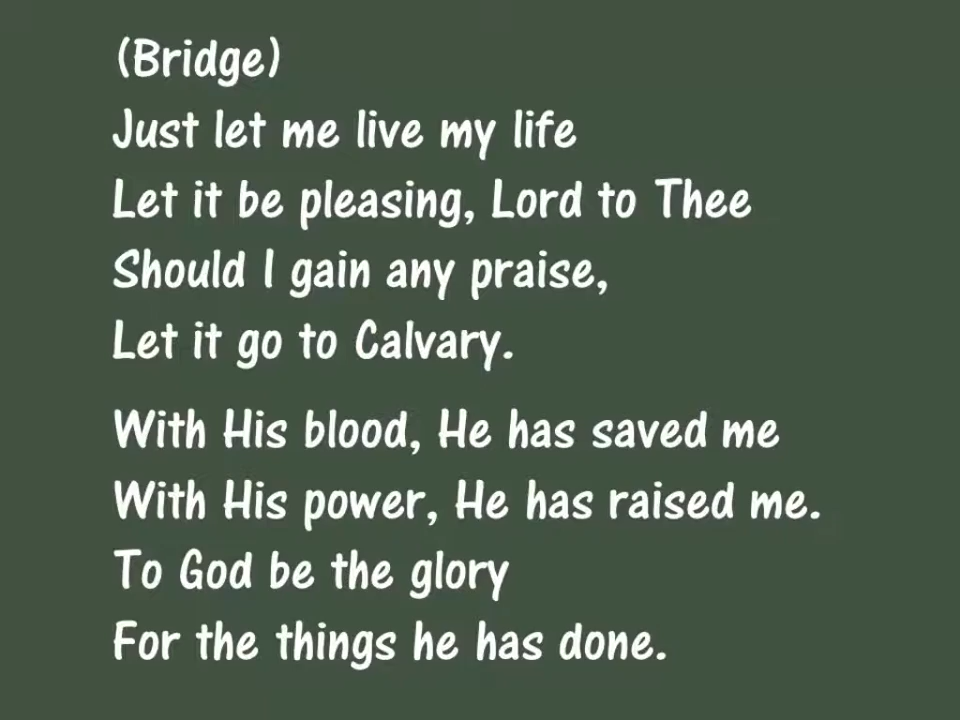 (Bridge)
Just let me live my life
Let it be pleasing, Lord to Thee
Should I gain any praise,
Let it go to Calvary.
With His blood, He has saved me
With His power, He has raised me.
To God be the glory
For the things he has done.